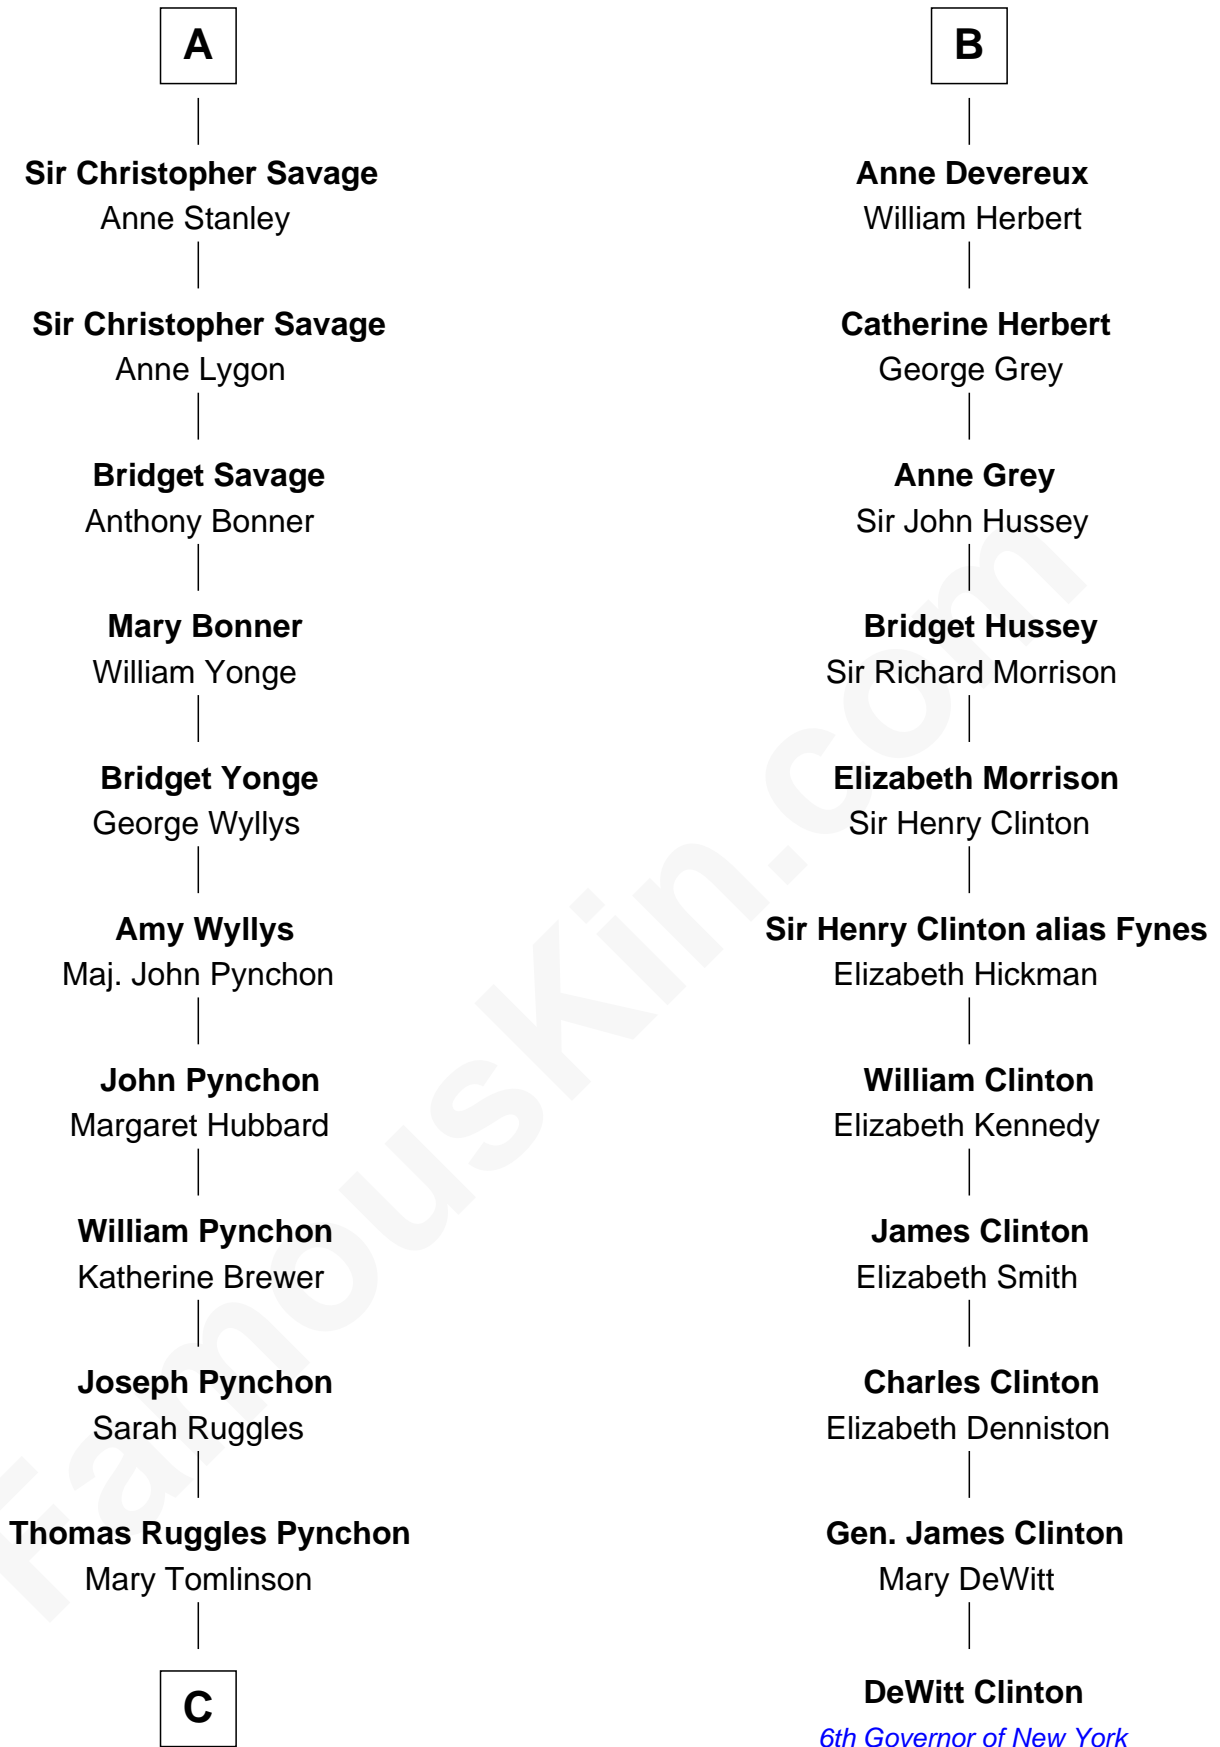 A
Sir Christopher Savage
Anne Stanley
Sir Christopher Savage
Anne Lygon
Bridget Savage
Anthony Bonner
Mary Bonner
William Yonge
Bridget Yonge
George Wyllys
Amy Wyllys
Maj. John Pynchon
John Pynchon
Margaret Hubbard
William Pynchon
Katherine Brewer
Joseph Pynchon
Sarah Ruggles
Thomas Ruggles Pynchon
Mary Tomlinson
C
B
Anne Devereux
William Herbert
Catherine Herbert
George Grey
Anne Grey
Sir John Hussey
Bridget Hussey
Sir Richard Morrison
Elizabeth Morrison
Sir Henry Clinton
Sir Henry Clinton alias Fynes
Elizabeth Hickman
William Clinton
Elizabeth Kennedy
James Clinton
Elizabeth Smith
Charles Clinton
Elizabeth Denniston
Gen. James Clinton
Mary DeWitt
DeWitt Clinton
6th Governor of New York
FamousKin.com